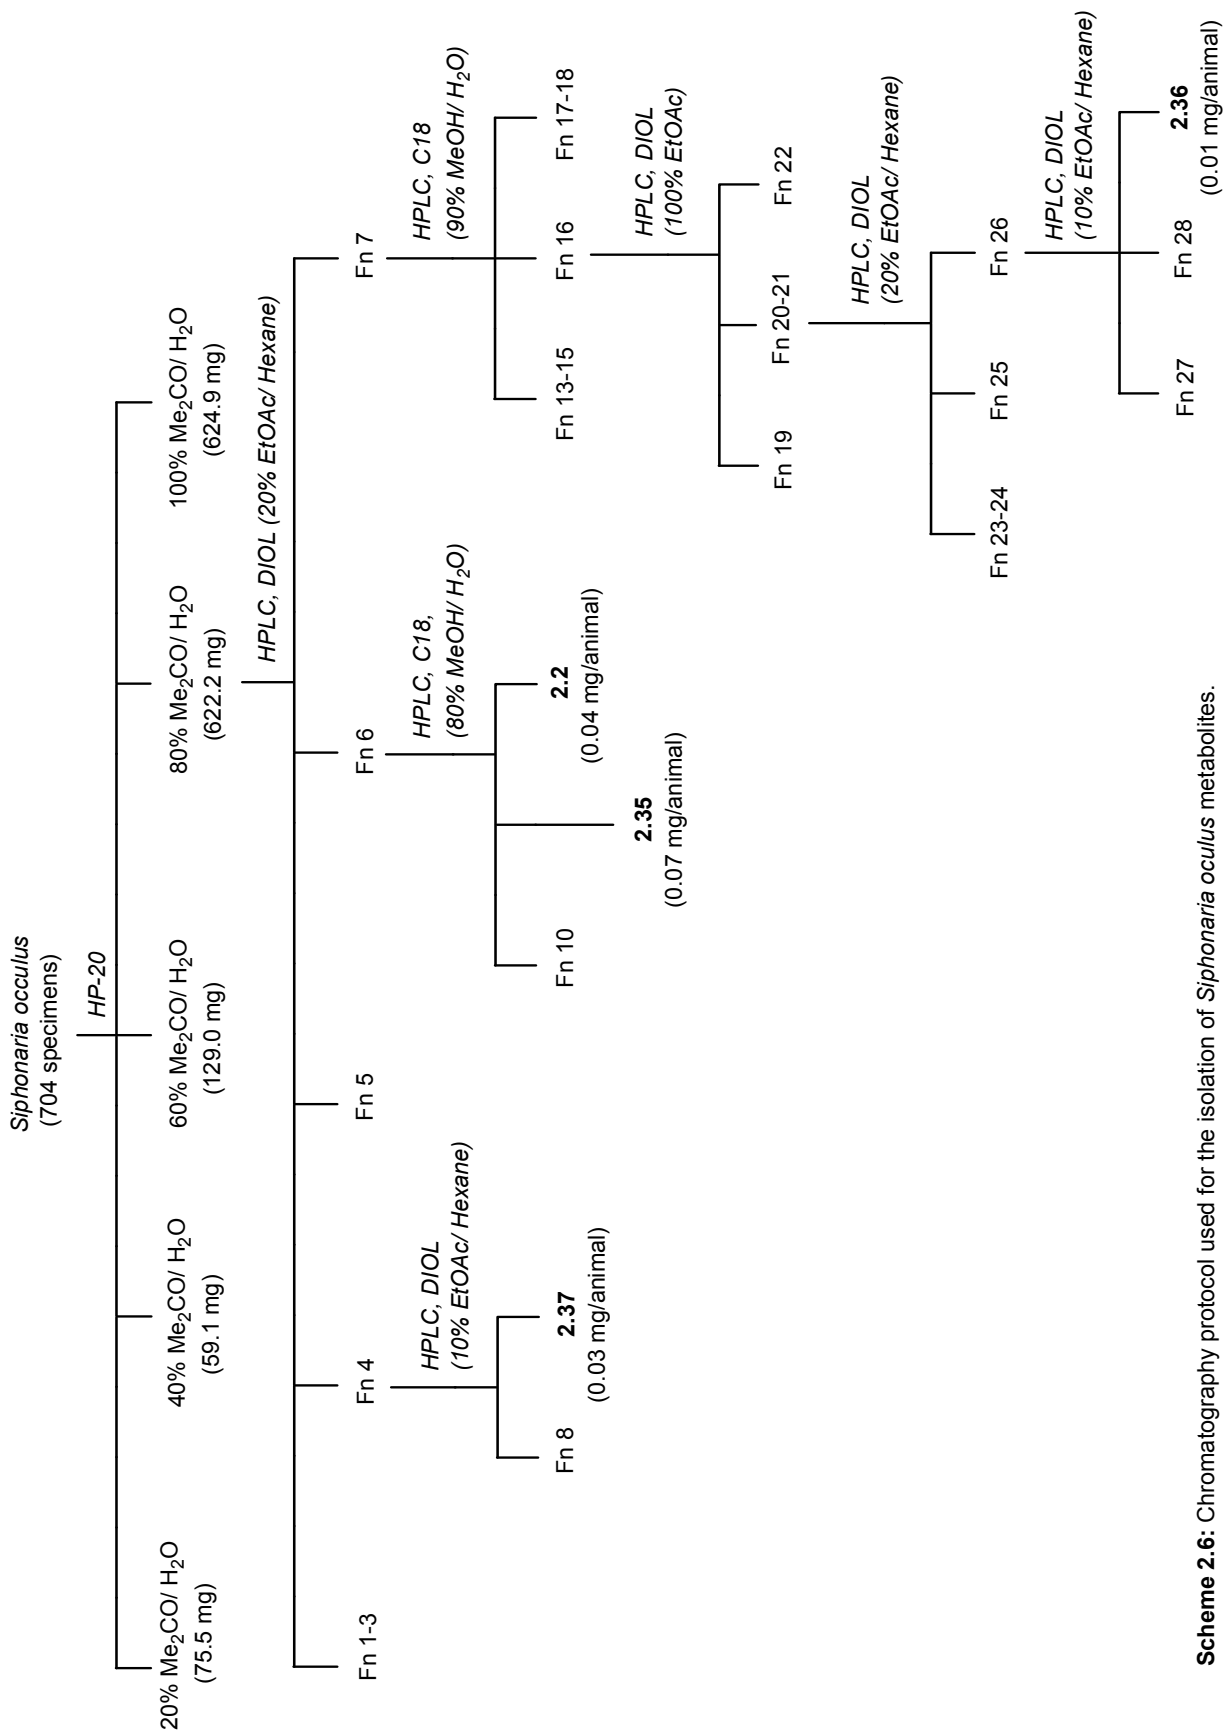 Siphonaria occulus
(704 specimens)
HP-20
20% Me₂CO/ H₂O
(75.5 mg)
40% Me₂CO/ H₂O
(59.1 mg)
60% Me₂CO/ H₂O
(129.0 mg)
80% Me₂CO/ H₂O
(622.2 mg)
100% Me₂CO/ H₂O
(624.9 mg)
HPLC, DIOL (20% EtOAc/ Hexane)
Fn 1-3
Fn 4
Fn 5
Fn 6
Fn 7
HPLC, DIOL
(10% EtOAc/ Hexane)
Fn 8
2.37
(0.03 mg/animal)
HPLC, C18,
(80% MeOH/ H₂O)
Fn 10
2.35
(0.07 mg/animal)
2.2
(0.04 mg/animal)
HPLC, C18
(90% MeOH/ H₂O)
Fn 13-15
Fn 16
Fn 17-18
HPLC, DIOL
(100% EtOAc)
Fn 19
Fn 20-21
Fn 22
HPLC, DIOL
(20% EtOAc/ Hexane)
Fn 23-24
Fn 25
Fn 26
HPLC, DIOL
(10% EtOAc/ Hexane)
Fn 27
Fn 28
2.36
(0.01 mg/animal)
Scheme 2.6: Chromatography protocol used for the isolation of Siphonaria oculus metabolites.